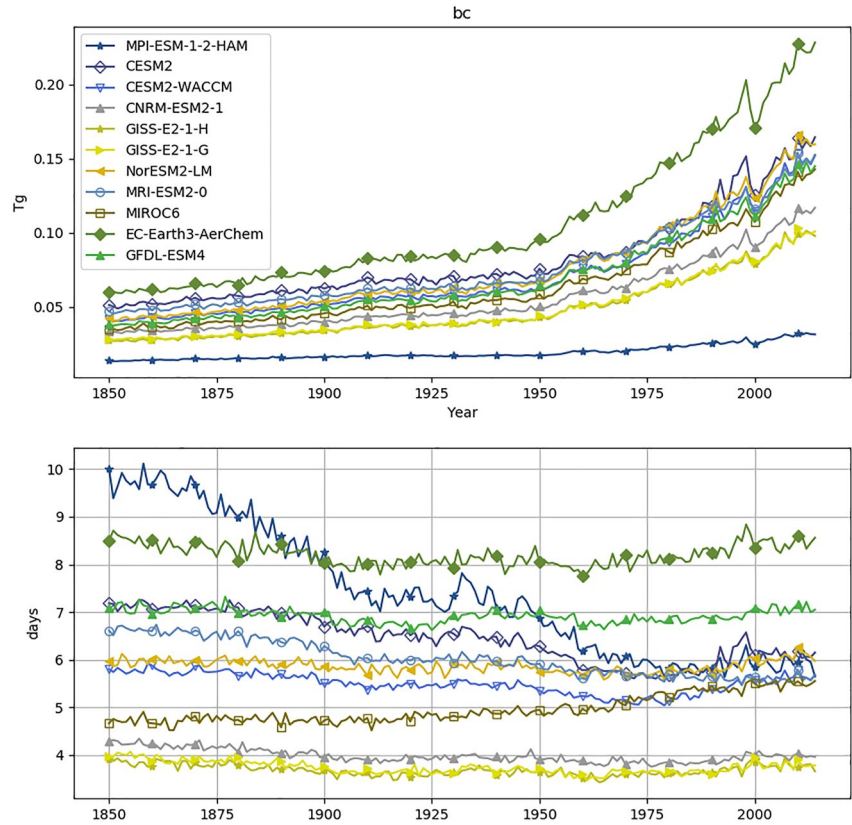 bc
MPI-ESM-1-2-HAM
CESM2
CESM2-WACCM
CNRM-ESM2-1
GISS-E2-1-H
GISS-E2-1-G
NorESM2-LM
MRI-ESM2-0
MIROC6
EC-Earth3-AerChem
GFDL-ESM4
0.20
0.15
0.10
0.05
Tg
1850 1875 1900 1925 1950 1975 2000
Year
10
9
8
7
6
5
4
days
1850 1875 1900 1925 1950 1975 2000